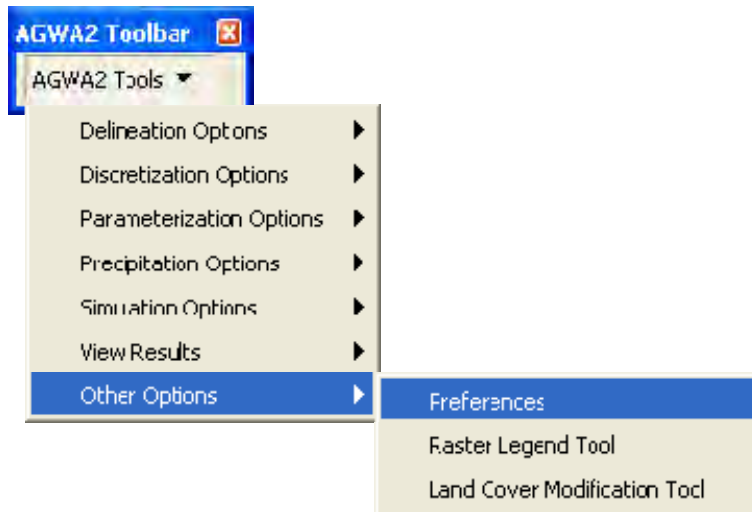 AGWA2 Toolbar
AGWA2 Tools
Delineation Options
Discretization Options
Parameterization Options
Precipitation Options
Simulation Options
View Results
Other Options
Preferences
Raster Legend Tool
Land Cover Modification Tool